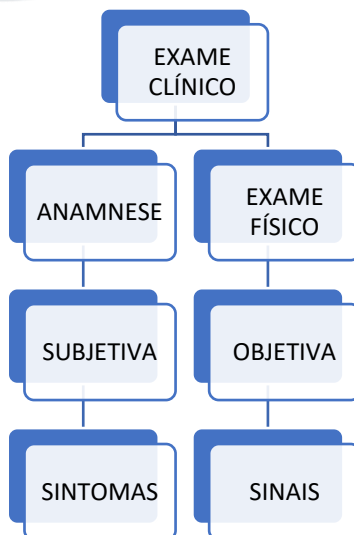 EXAME
CLÍNICO
ANAMNESE
EXAME
FÍSICO
SUBJETIVA
OBJETIVA
SINTOMAS
SINAIS